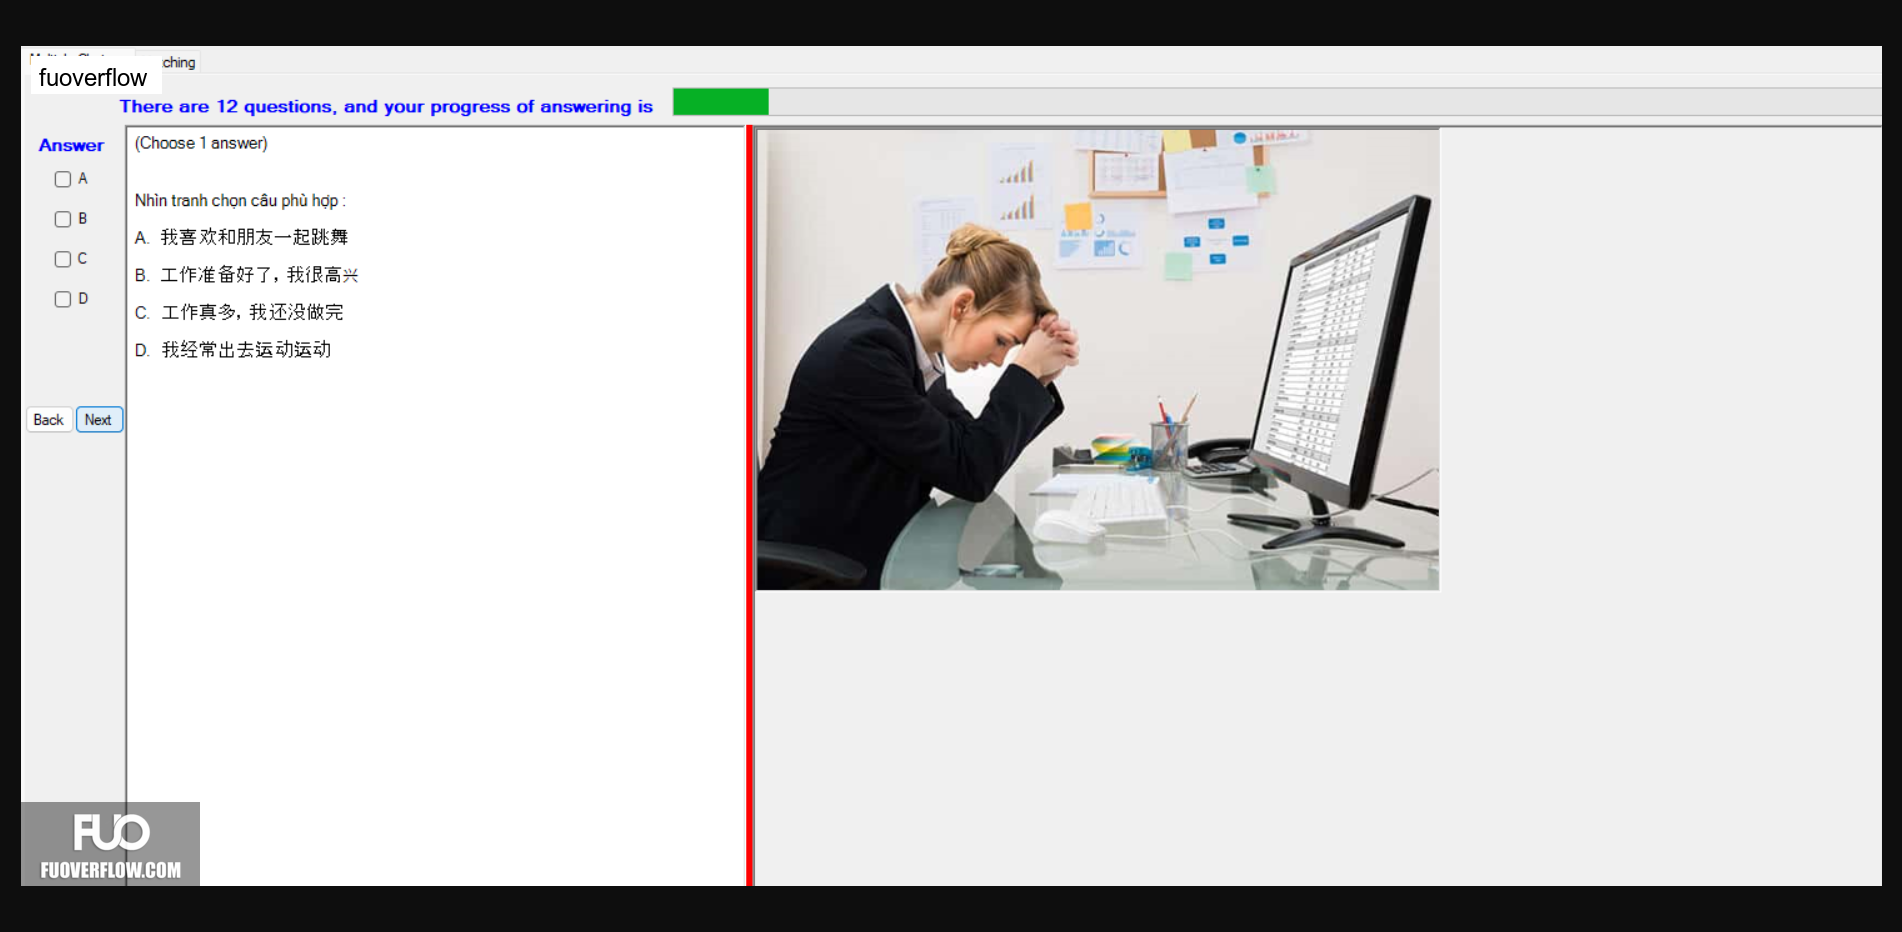 ching
fuoverflow
There are 12 questions, and your progress of answering is
Answer
A
B
C
D
Back
Next
(Choose 1 answer)
Nhìn tranh chọn câu phù hợp :
A. 我喜欢和朋友一起跳舞
B. 工作准备好了, 我很高兴
C. 工作真多, 我还没做完
D. 我经常出去运动运动
FUO
FUOVERFLOW.COM